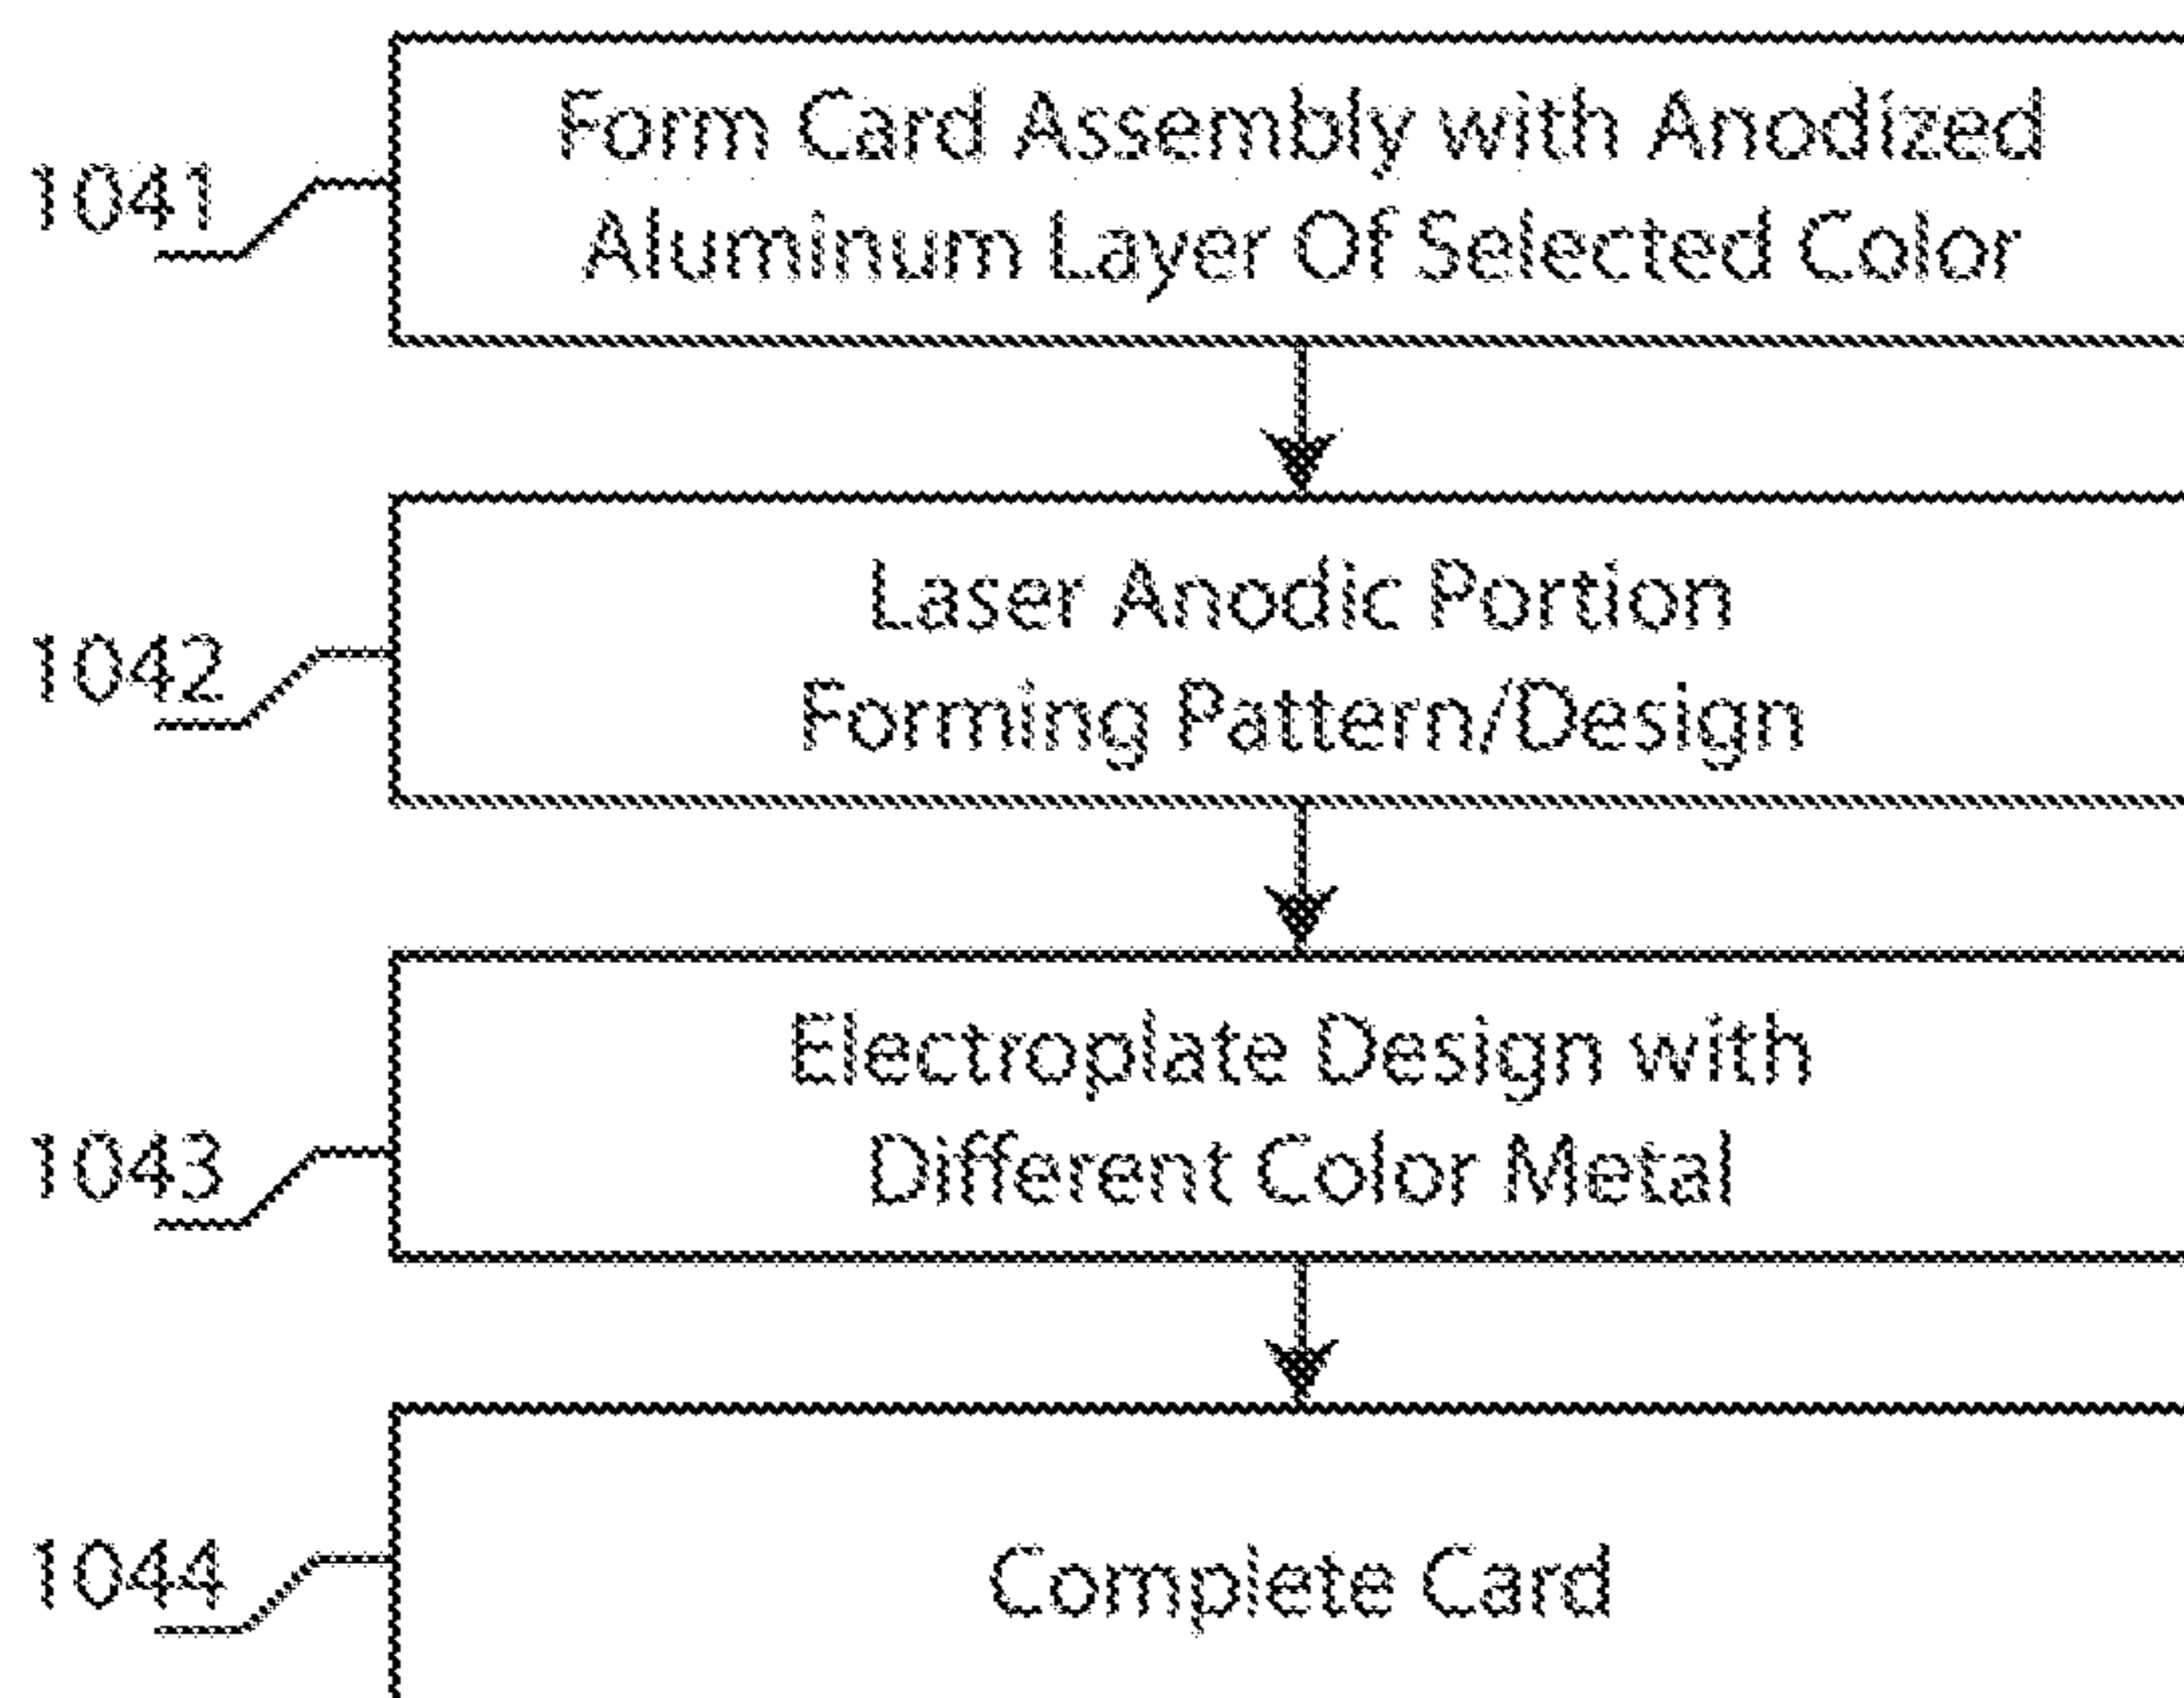 1041
Form Card Assembly with Anodized
Aluminum Layer Of Selected Color
1042
Laser Anodic Portion
Forming Pattern/Design
1043
Electroplate Design with
Different Color Metal
1044
Complete Card